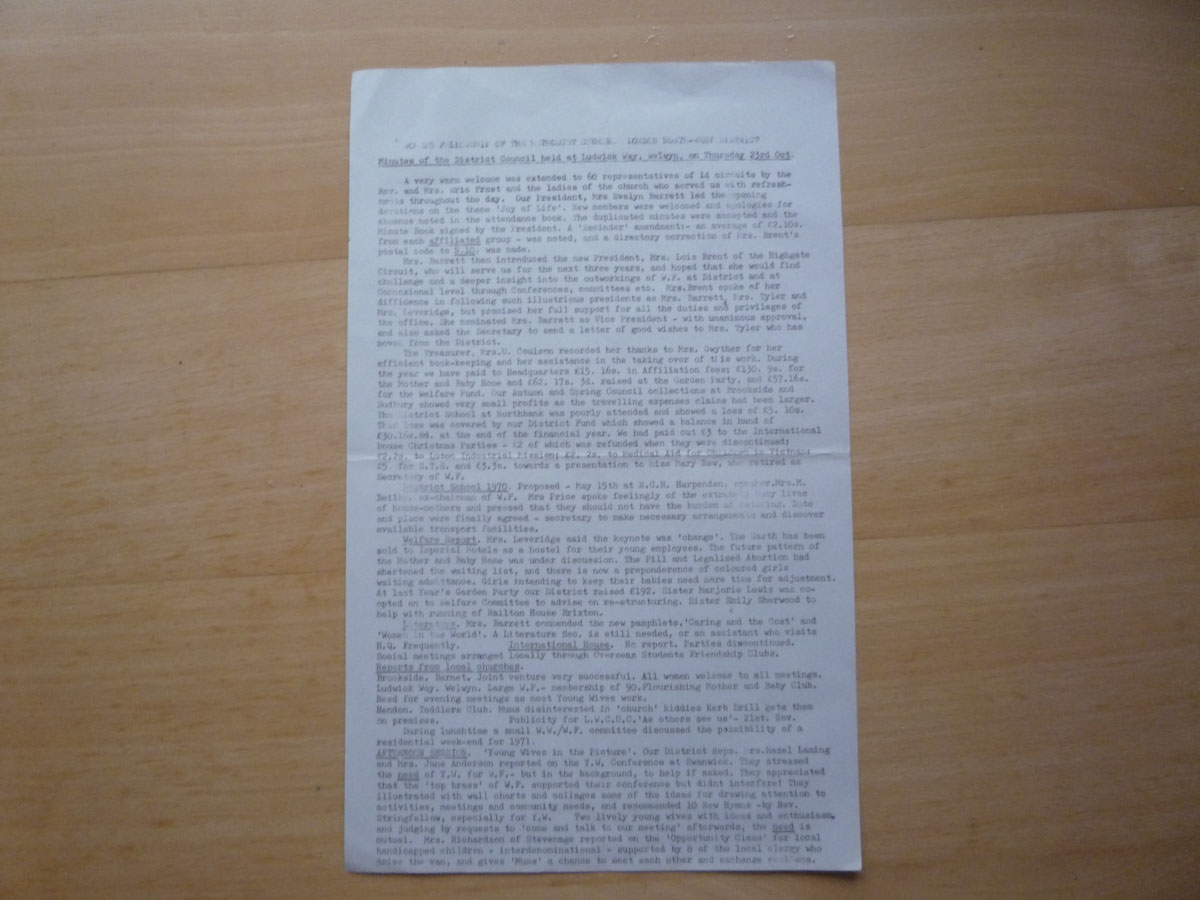 FELLOWSHIP OF THE METHODIST CHURCH. LONDON NORTH-WEST DISTRICT
Minutes of the District Council held at Ludwick Way, Welwyn, on Thursday 23rd Oct.
A very warm welcome was extended to 60 representatives of 14 circuits by the
Rev. and Mrs. Eric Frost and the ladies of the church who served us with refresh-
ments throughout the day. Our President, Mrs Evelyn Barrett led the opening
devotions on the theme 'Joy of Life'. New members were welcomed and apologies for
absence noted in the attendance book. The duplicated minutes were accepted and the
Minute Book signed by the President. A 'Reminder' amendment:- an average of £2.10s.
from each affiliated group - was noted, and a directory correction of Mrs. Brent's
postal code to N.10. was made.
Mrs. Barrett then introduced the new President, Mrs. Lois Brent of the Highgate
Circuit, who will serve us for the next three years, and hoped that she would find
challenge and a deeper insight into the outworkings of W.F. at District and at
Connexional level through Conferences, committees etc. Mrs.Brent spoke of her
diffidence in following such illustrious presidents as Mrs. Barrett, Mrs. Tyler and
Mrs. Leveridge, but promised her full support for all the duties and privileges of
the office. She nominated Mrs. Barrett as Vice President - with unanimous approval,
and also asked the Secretary to send a letter of good wishes to Mrs. Tyler who has
moved from the District.
The Treasurer, Mrs.U. Coulson recorded her thanks to Mrs. Gwyther for her
efficient book-keeping and her assistance in the taking over of this work. During
the year we have paid to Headquarters £15. 16s. in Affiliation fees; £130. 9s. for
the Mother and Baby Home and £62. 17s. 3d. raised at the Garden Party, and £57.16s.
for the Welfare Fund. Our Autumn and Spring Council collections at Brookside and
Sudbury showed very small profits as the travelling expenses claims had been larger.
The District School at Northbank was poorly attended and showed a loss of £5. 10s.
This loss was covered by our District Fund which showed a balance in hand of
£30.16s.8d. at the end of the financial year. We had paid out £3 to the International
House Christmas Parties - £2 of which was refunded when they were discontinued;
£2.2s. to Luton Industrial Mission; £2. 2s. to Medical Aid for Children in Vietnam;
£5. for S.T.S. and £3.3s. towards a presentation to Miss Mary New, who retired as
Secretary of W.F.
District School 1970. Proposed - May 15th at N.C.H. Harpenden, speaker.Mrs.M.
Beilby, ex-chairman of W.F. Mrs Price spoke feelingly of the extremely busy lives
of house-mothers and pressed that they should not have the burden of catering. Date
and place were finally agreed - secretary to make necessary arrangements and discover
available transport facilities.
Welfare Report. Mrs. Leveridge said the keynote was 'change'. The Garth has been
sold to Imperial Hotels as a hostel for their young employees. The future pattern of
the Mother and Baby Home was under discussion. The Pill and Legalized Abortion had
shortened the waiting list, and there is now a preponderence of coloured girls
waiting admittance. Girls intending to keep their babies need more time for adjustment.
At last Year's Garden Party our District raised £192. Sister Marjorie Lewis was co-
opted on to Welfare Committee to advise on re-structuring. Sister Emily Sherwood to
help with running of Railton House Brixton.
Literature. Mrs. Barrett commended the new pamphlets,'Caring and the Cost' and
'Women in the World'. A Literature Sec. is still needed, or an assistant who visits
H.Q. frequently. International House. No report. Parties discontinued.
Social meetings arranged locally through Overseas Students Friendship Clubs.
Reports from local churches.
Brookside, Barnet. Joint venture very successful. All women welcome to all meetings.
Ludwick Way, Welwyn. Large W.F.- membership of 90.Flourishing Mother and Baby Club.
Need for evening meetings as most Young Wives work.
Hendon. Toddlers Club. Mums disinterested in 'church' kiddies Kerb Drill gets them
on premises. Publicity for L.W.C.U.C.'As others see us'- 21st. Nov.
During lunchtime a small W.W./W.F. committee discussed the possibility of a
residential week-end for 1971.
AFTERNOON SESSION. 'Young Wives in the Picture'. Our District Reps. Mrs.Hazel Laming
and Mrs. June Anderson reported on the Y.W. Conference at Swanwick. They stressed
the need of Y.W. for W.F.- but in the background, to help if asked. They appreciated
that the 'top brass' of W.F. supported their conference but didnt interfere! They
illustrated with wall charts and collages some of the ideas for drawing attention to
activities, meetings and community needs, and recommended 10 New Hymns -by Rev.
Stringfellow, especially for Y.W. Two lively young wives with ideas and enthusiasm,
and judging by requests to 'come and talk to our meeting' afterwards, the need is
mutual. Mrs. Richardson of Stevenage reported on the 'Opportunity Class' for local
handicapped children - interdenominational - supported by 8 of the local clergy who
drive the van, and gives 'Mums' a chance to meet each other and exchange problems.